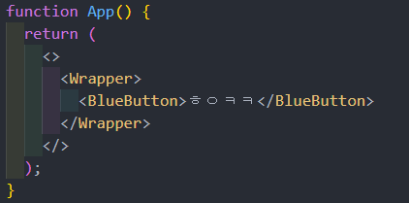 function App() {
  return (
    <>
      <Wrapper>
        <BlueButton>ㅎㅇㅋㅋ</BlueButton>
      </Wrapper>
    </>
  );
}